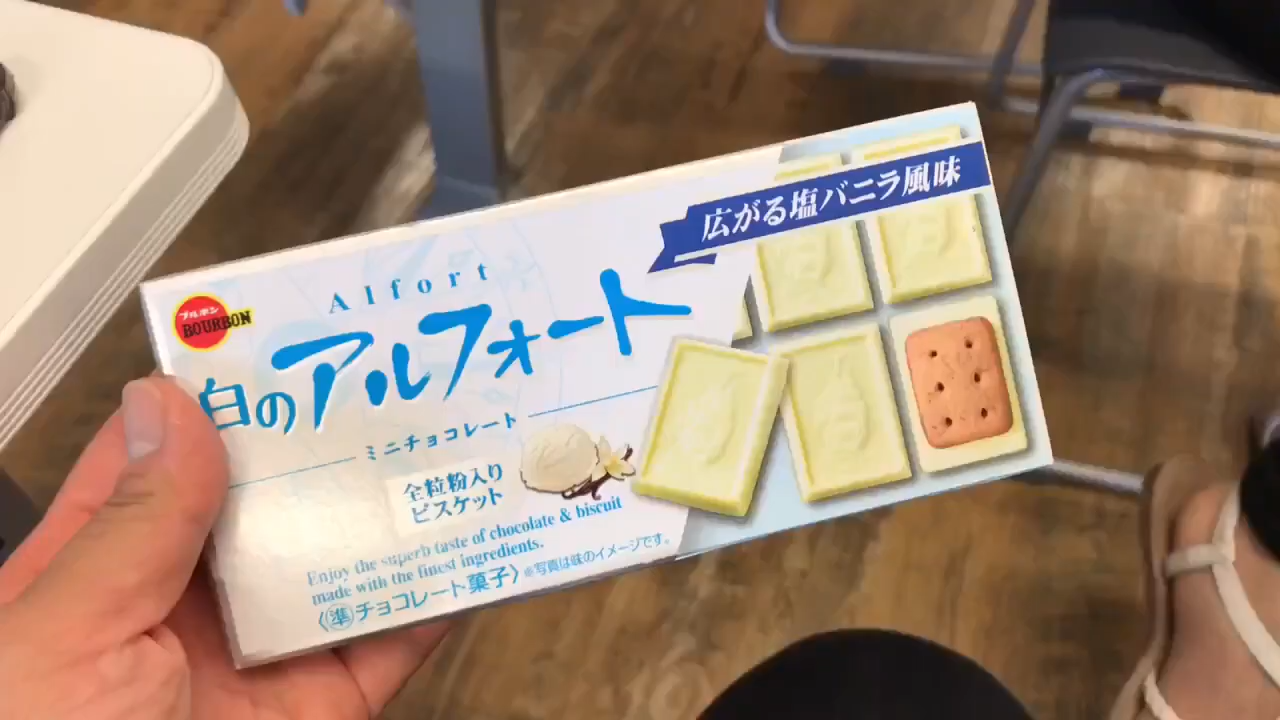 広がる塩バニラ風味
ブルボン
BOURBON
Alfort
白のアルフォート
ミニチョコレート
全粒粉入り
ビスケット
Enjoy the superb taste of chocolate & biscuit
made with the finest ingredients.
〈準チョコレート菓子〉※写真は味のイメージです。